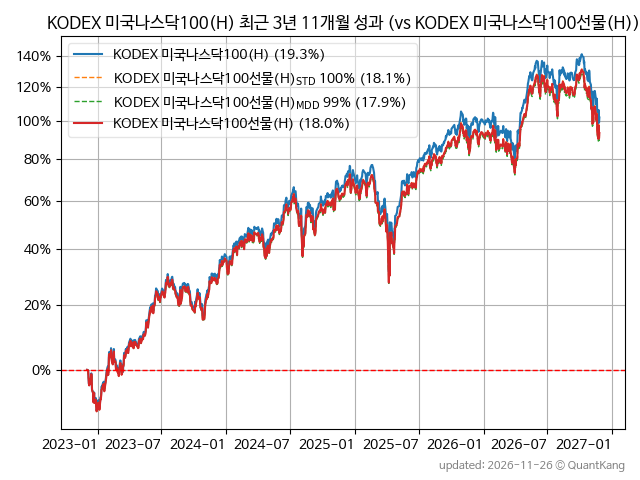 KODEX 미국나스닥100(H) 최근 3년 11개월 성과 (vs KODEX 미국나스닥100선물(H))
KODEX 미국나스닥100(H) (19.3%)
KODEX 미국나스닥100선물(H)STD 100% (18.1%)
KODEX 미국나스닥100선물(H)MDD 99% (17.9%)
KODEX 미국나스닥100선물(H) (18.0%)
140%
120%
100%
80%
60%
40%
20%
0%
2023-01 2023-07 2024-01 2024-07 2025-01 2025-07 2026-01 2026-07 2027-01
updated: 2026-11-26 © QuantKang